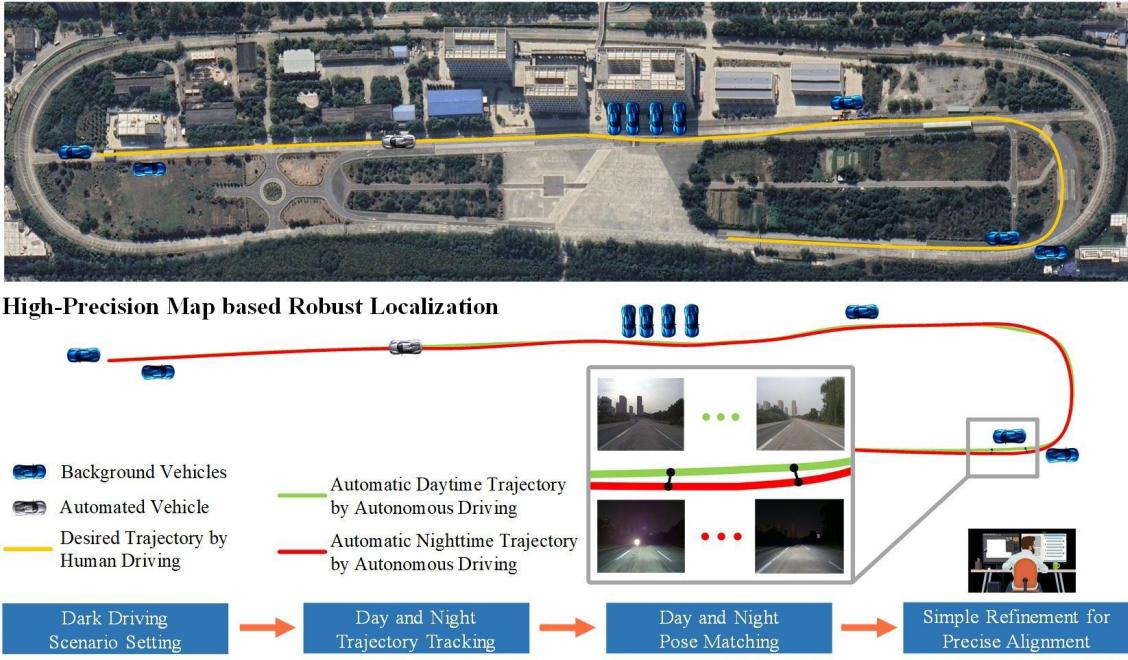 High-Precision Map based Robust Localization
Background Vehicles
Automated Vehicle
Desired Trajectory by
Human Driving
Automatic Daytime Trajectory
by Autonomous Driving
Automatic Nighttime Trajectory
by Autonomous Driving
Dark Driving
Scenario Setting
Day and Night
Trajectory Tracking
Day and Night
Pose Matching
Simple Refinement for
Precise Alignment